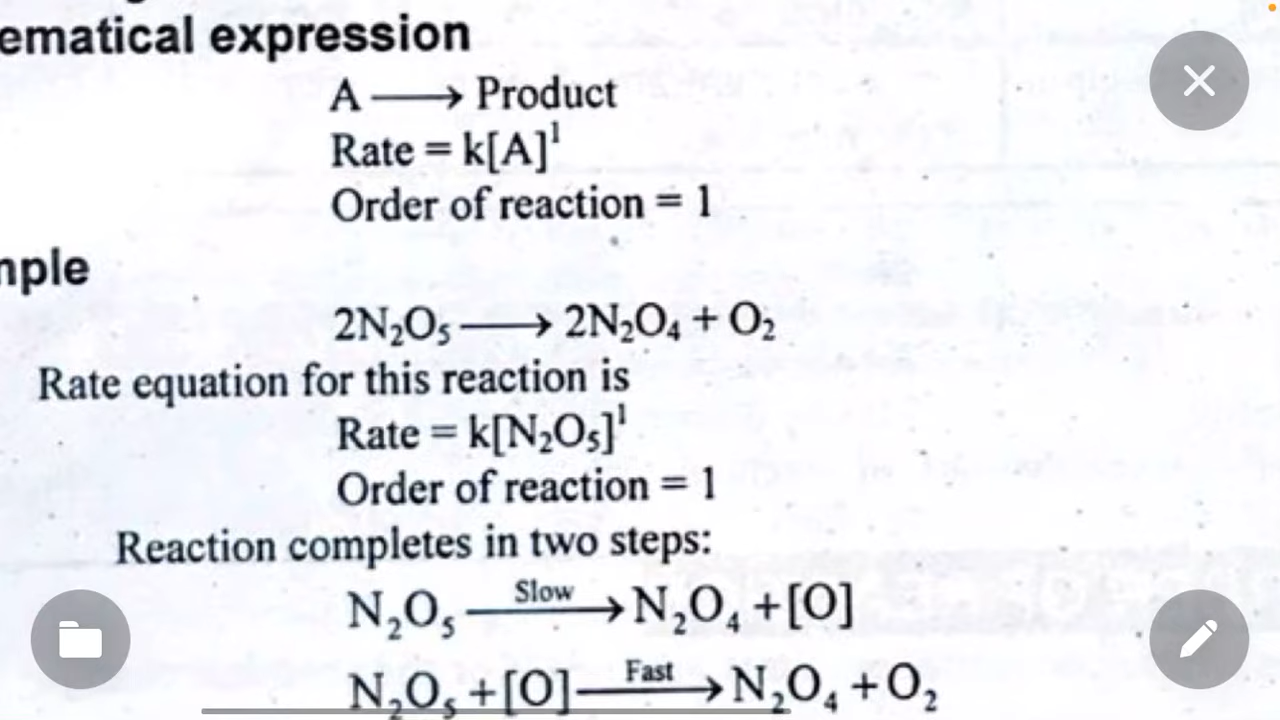 ematical expression
A ⟶ Product
Rate = k[A]¹
Order of reaction = 1
mple
2N₂O₅ ⟶ 2N₂O₄ + O₂
Rate equation for this reaction is
Rate = k[N₂O₅]¹
Order of reaction = 1
Reaction completes in two steps:
N₂O₅ —Slow→ N₂O₄ + [O]
N₂O₅ + [O] —Fast→ N₂O₄ + O₂